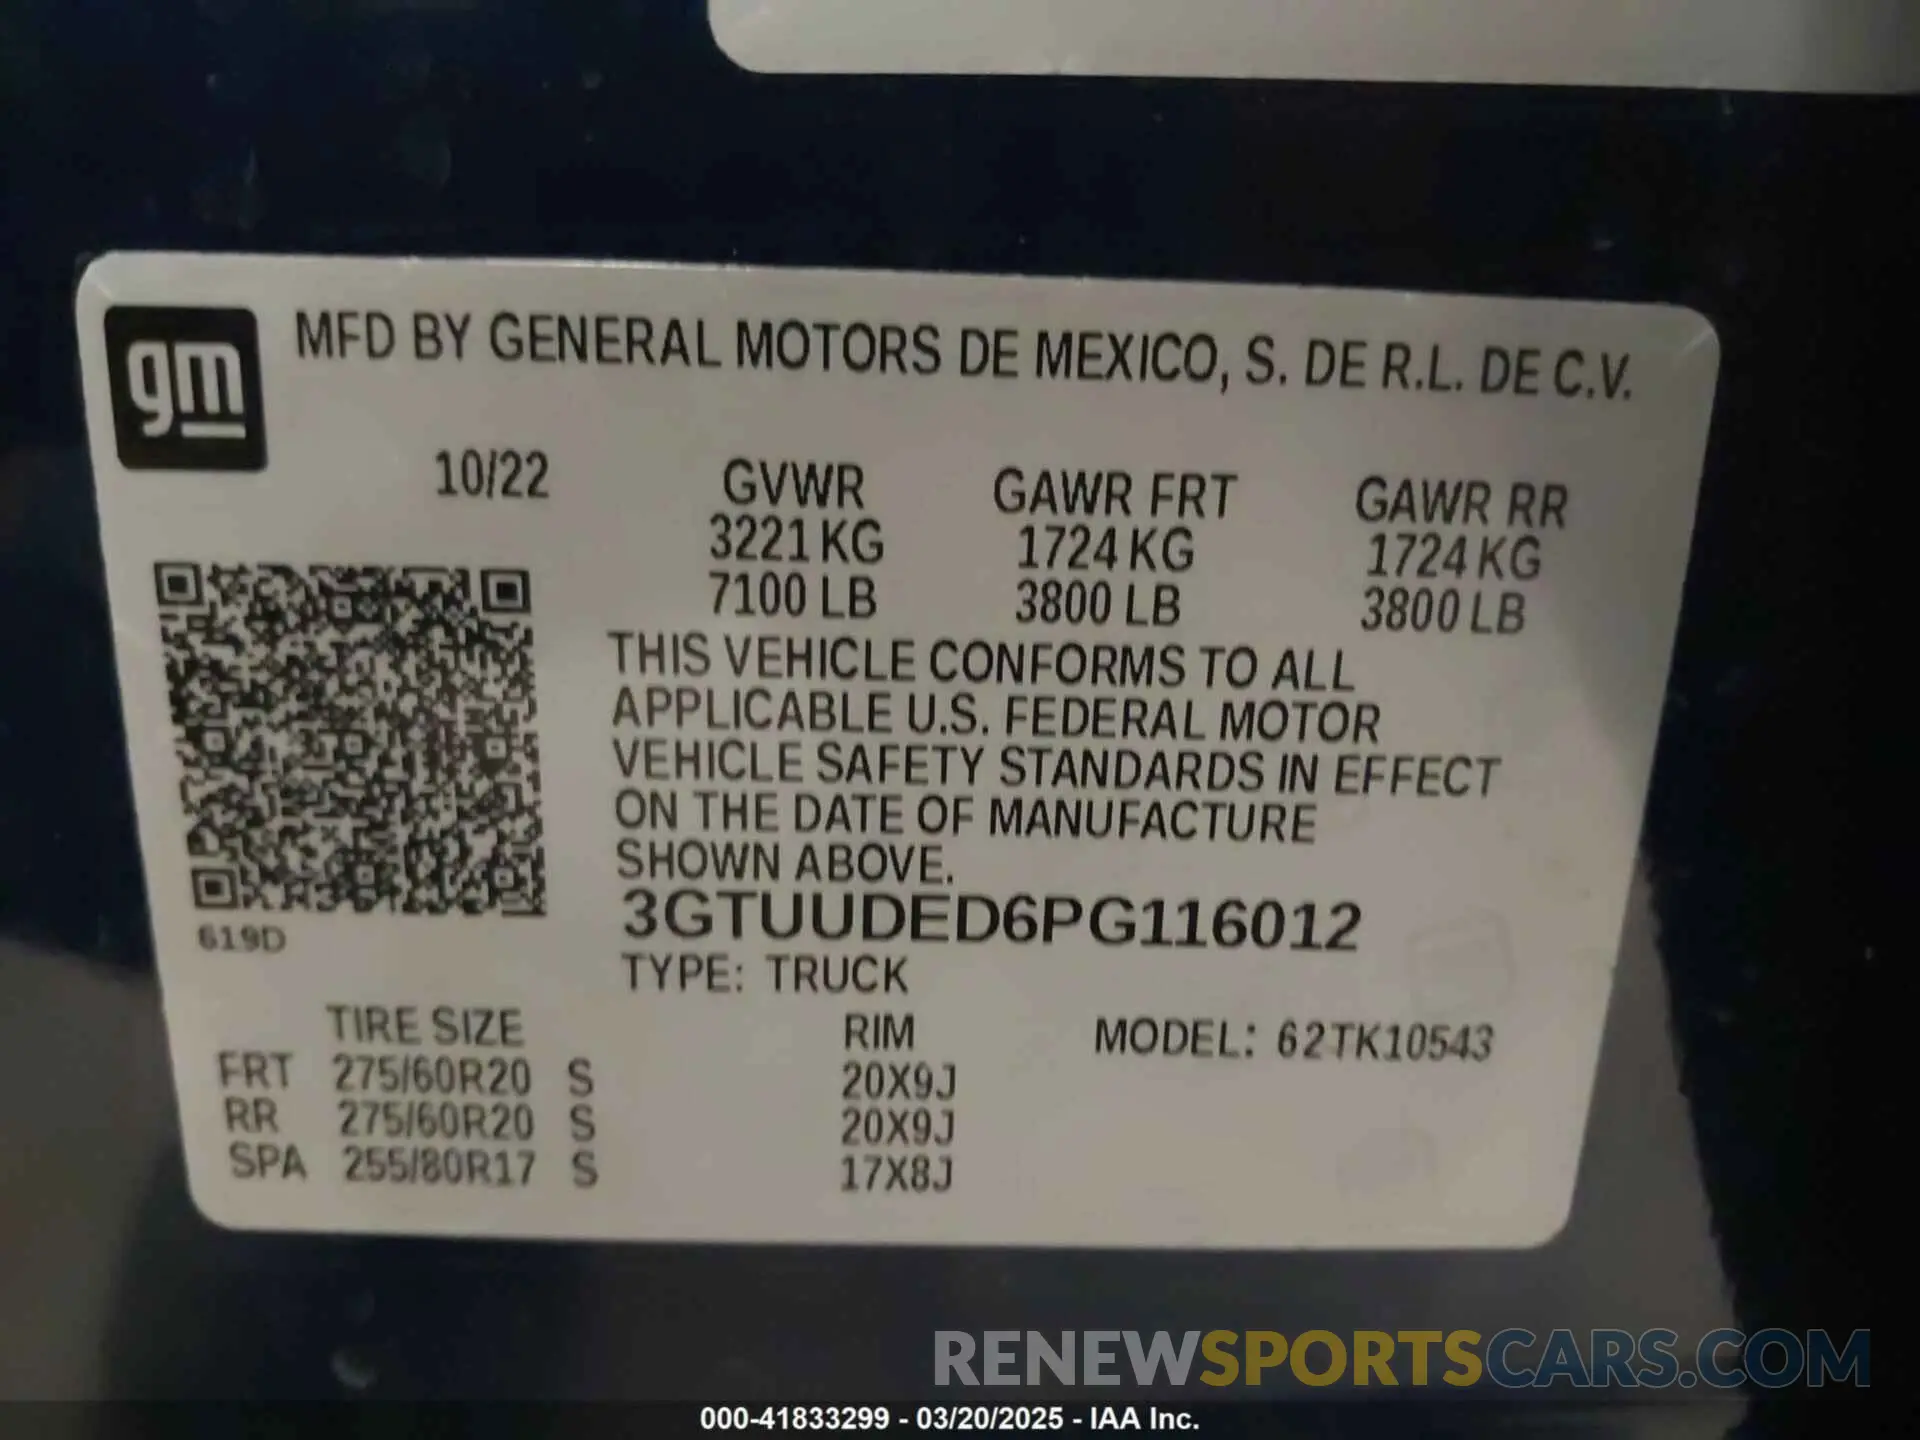 gm
MFD BY GENERAL MOTORS DE MEXICO, S. DE R.L. DE C.V.
10/22
GVWR GAWR FRT GAWR RR
3221 KG 1724 KG 1724 KG
7100 LB 3800 LB 3800 LB
THIS VEHICLE CONFORMS TO ALL
APPLICABLE U.S. FEDERAL MOTOR
VEHICLE SAFETY STANDARDS IN EFFECT
ON THE DATE OF MANUFACTURE
SHOWN ABOVE.
619D
3GTUUDED6PG116012
TYPE: TRUCK
TIRE SIZE RIM MODEL: 62TK10543
FRT 275/60R20 S 20X9J
RR 275/60R20 S 20X9J
SPA 255/80R17 S 17X8J
RENEWSPORTSCARS.COM
000-41833299 - 03/20/2025 - IAA Inc.